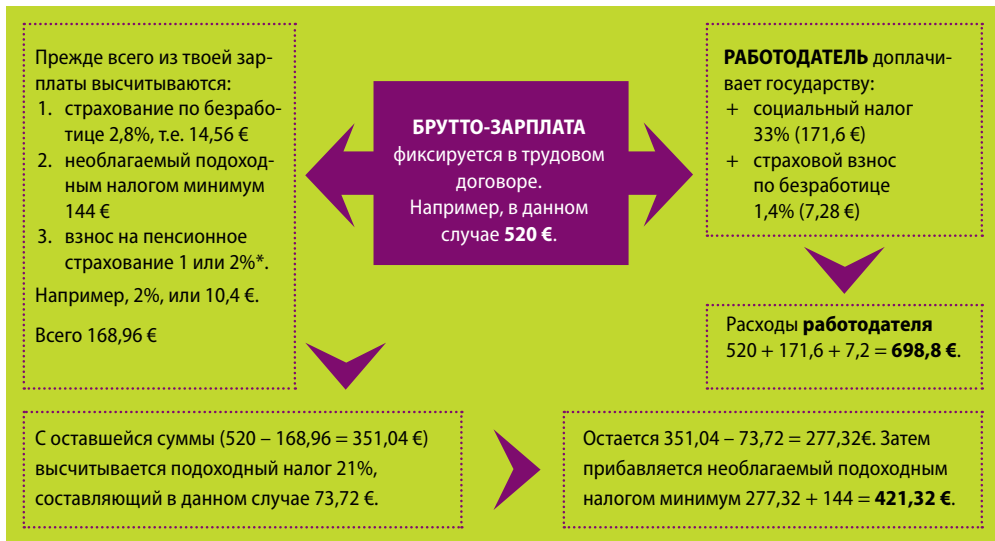 Прежде всего из твоей зар-
платы высчитываются:
1. страхование по безрабо-
тице 2,8%, т.е. 14,56 €
2. необлагаемый подоход-
ным налогом минимум
144 €
3. взнос на пенсионное
страхование 1 или 2%*.
Например, 2%, или 10,4 €.
Всего 168,96 €
БРУТТО-ЗАРПЛАТА
фиксируется в трудовом
договоре.
Например, в данном
случае 520 €.
РАБОТОДАТЕЛЬ доплачи-
вает государству:
+ социальный налог
33% (171,6 €)
+ страховой взнос
по безработице
1,4% (7,28 €)
Расходы работодателя
520 + 171,6 + 7,2 = 698,8 €.
С оставшейся суммы (520 – 168,96 = 351,04 €)
высчитывается подоходный налог 21%,
составляющий в данном случае 73,72 €.
Остается 351,04 – 73,72 = 277,32€. Затем
прибавляется необлагаемый подоходным
налогом минимум 277,32 + 144 = 421,32 €.